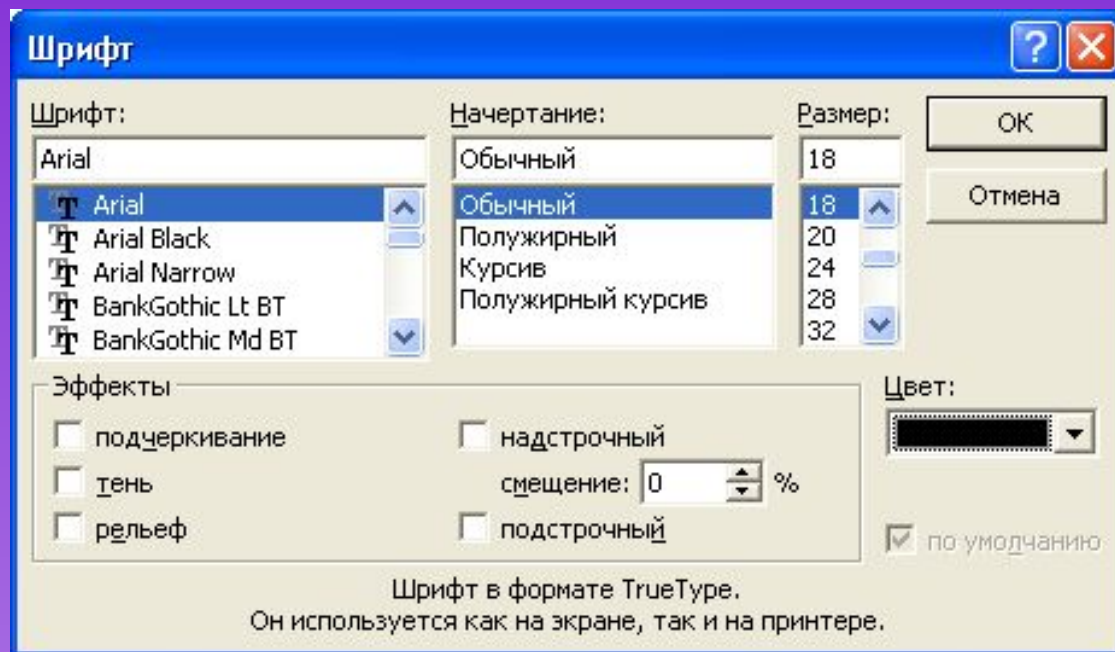 Шрифт
Шрифт: Начертание: Размер:
Arial Обычный 18 ОК
Arial Обычный 18 Отмена
Arial Black Полужирный 20
Arial Narrow Курсив 24
BankGothic Lt BT Полужирный курсив 28
BankGothic Md BT 32
Эффекты Цвет:
подчеркивание надстрочный
тень смещение: 0 %
рельеф подстрочный
по умолчанию
Шрифт в формате TrueType.
Он используется как на экране, так и на принтере.